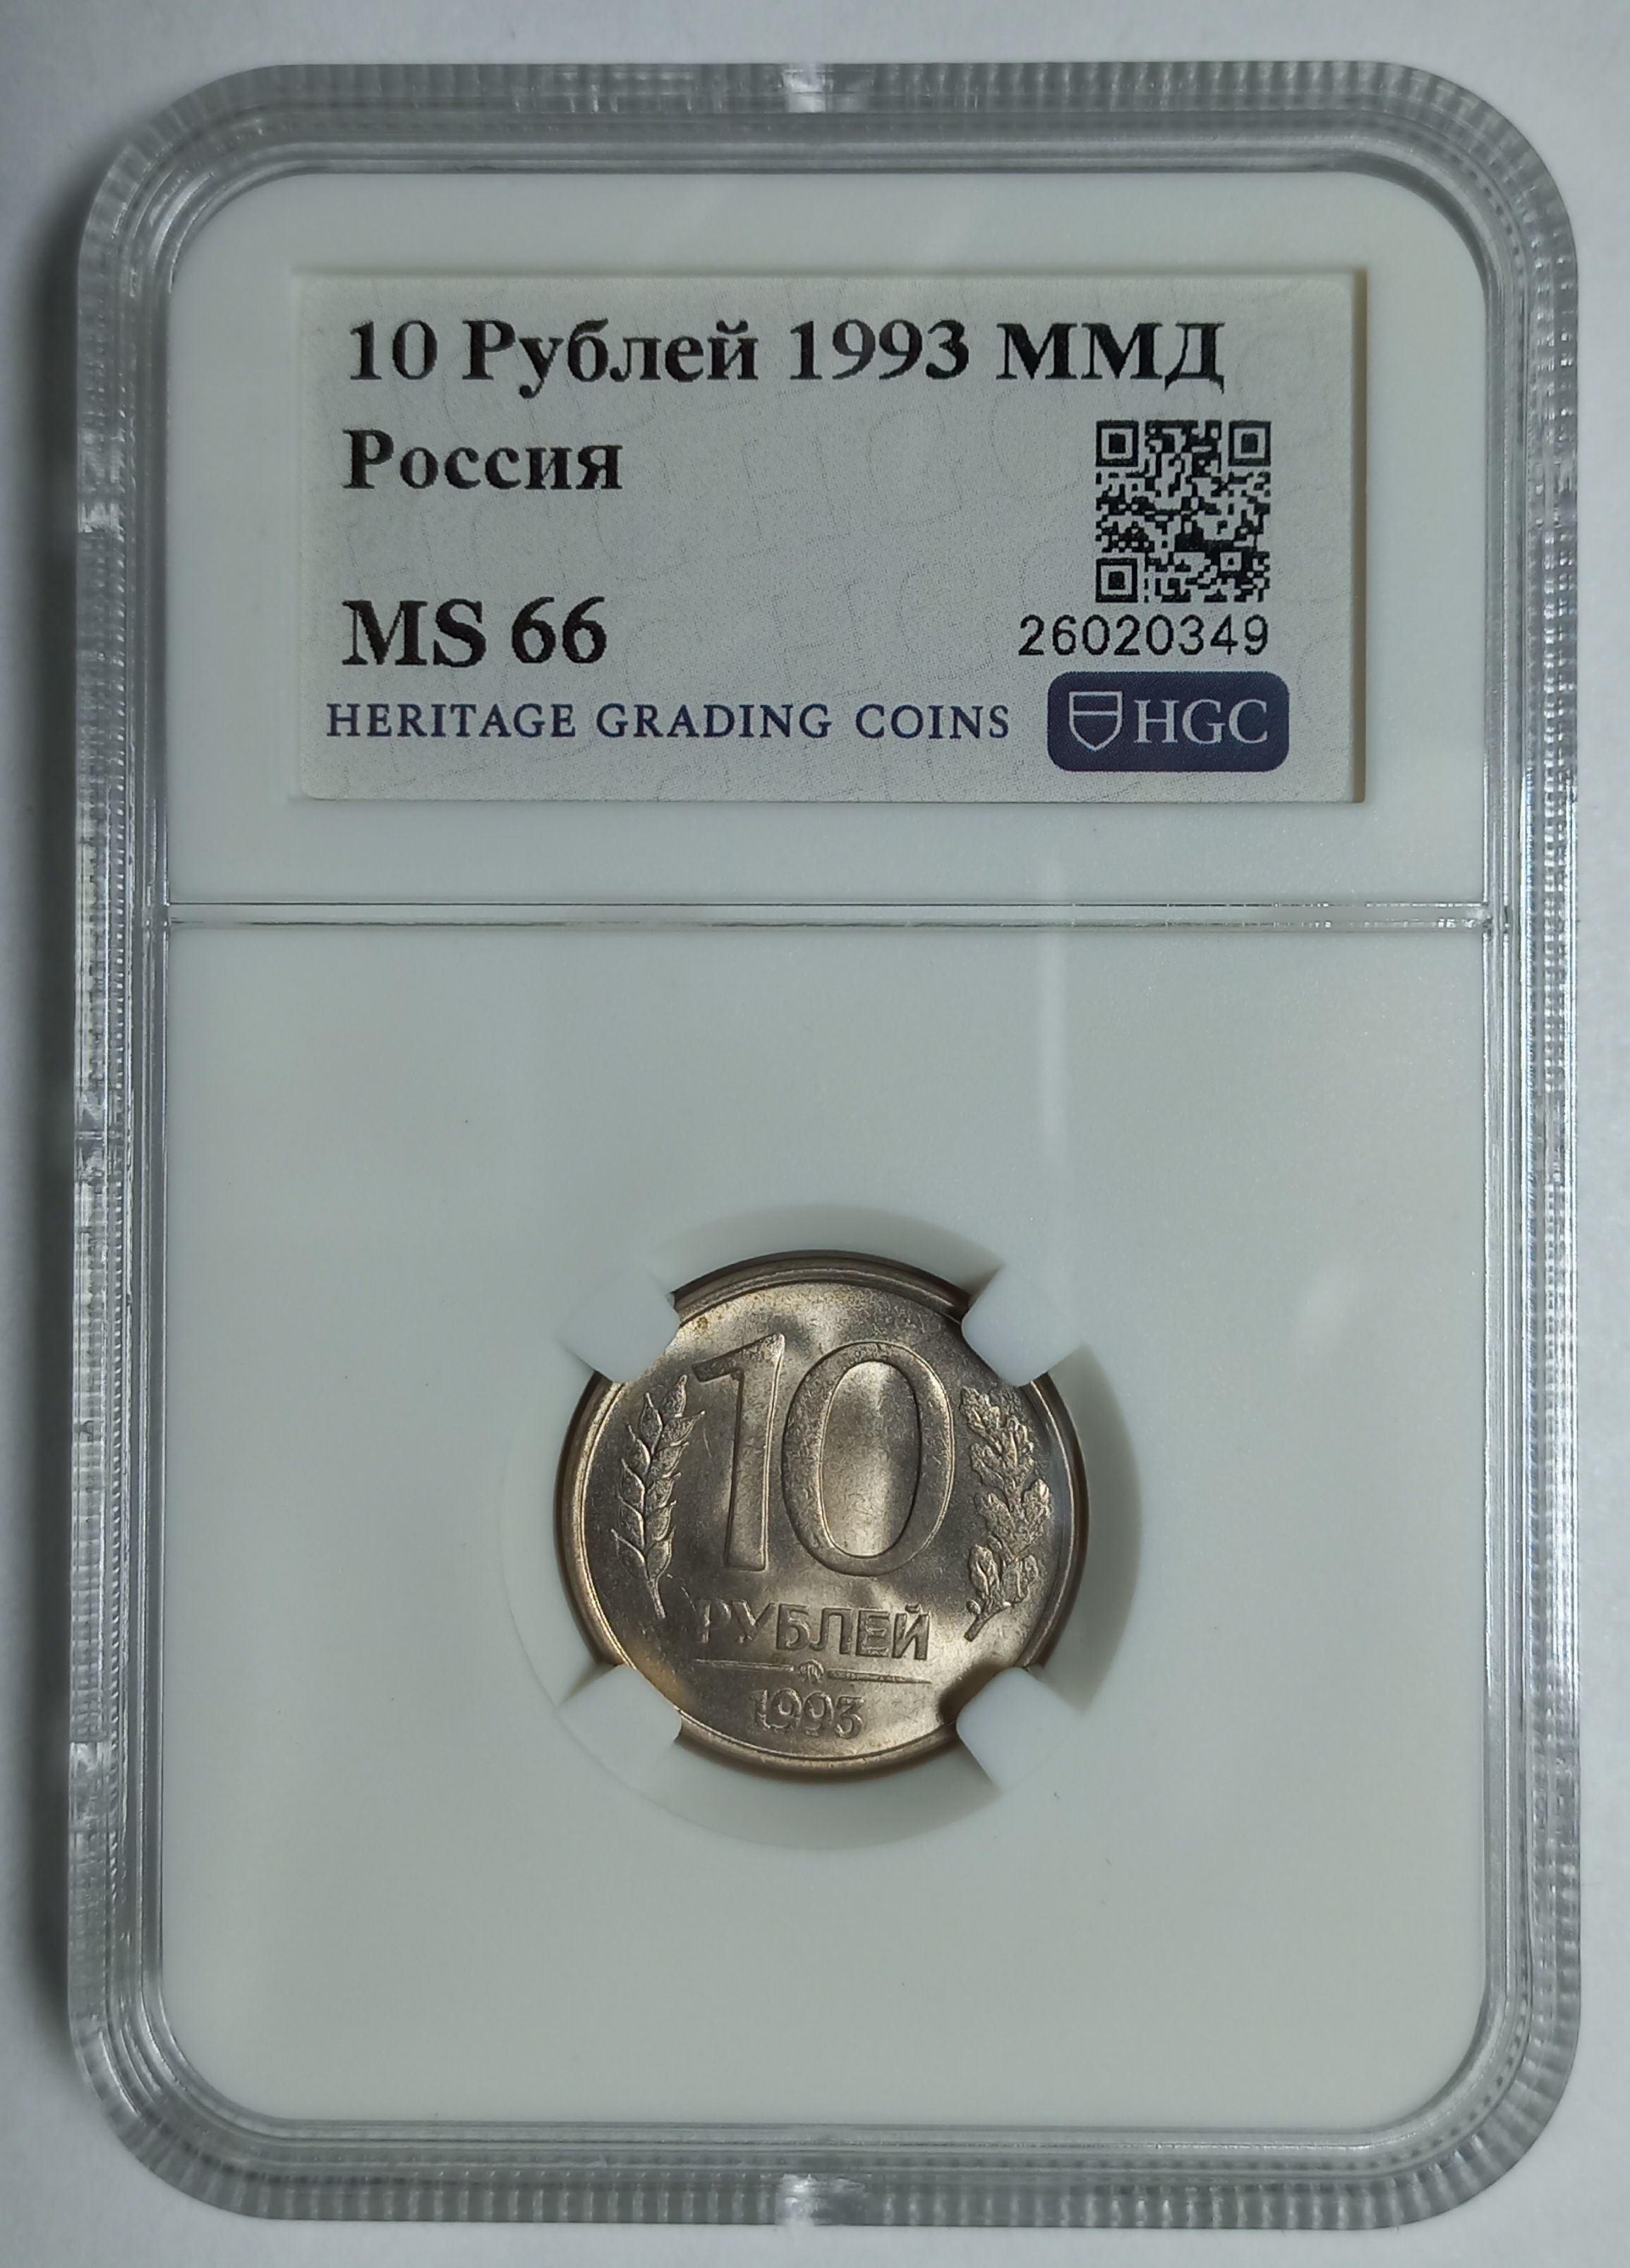 10 Рублей 1993 ММД
Россия
MS 66
26020349
HERITAGE GRADING COINS HGC
10
РУБЛЕЙ
1993